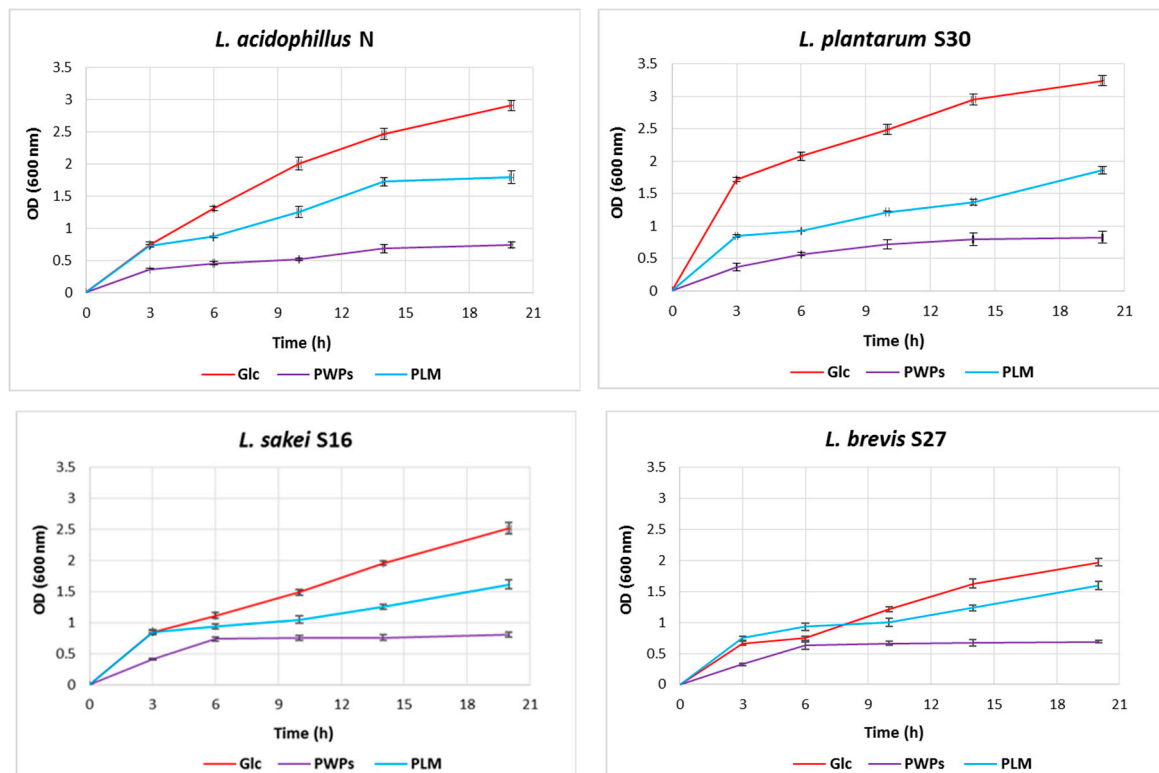 L. acidophillus N
3.5
3
2.5
2
1.5
1
0.5
0
OD (600 nm)
0 3 6 9 12 15 18 21
Time (h)
Glc PWPs PLM
L. plantarum S30
3.5
3
2.5
2
1.5
1
0.5
0
OD (600 nm)
0 3 6 9 12 15 18 21
Time (h)
Glc PWPs PLM
L. sakei S16
3.5
3
2.5
2
1.5
1
0.5
0
OD (600 nm)
0 3 6 9 12 15 18 21
Time (h)
Glc PWPs PLM
L. brevis S27
3.5
3
2.5
2
1.5
1
0.5
0
OD (600 nm)
0 3 6 9 12 15 18 21
Time (h)
Glc PWPs PLM